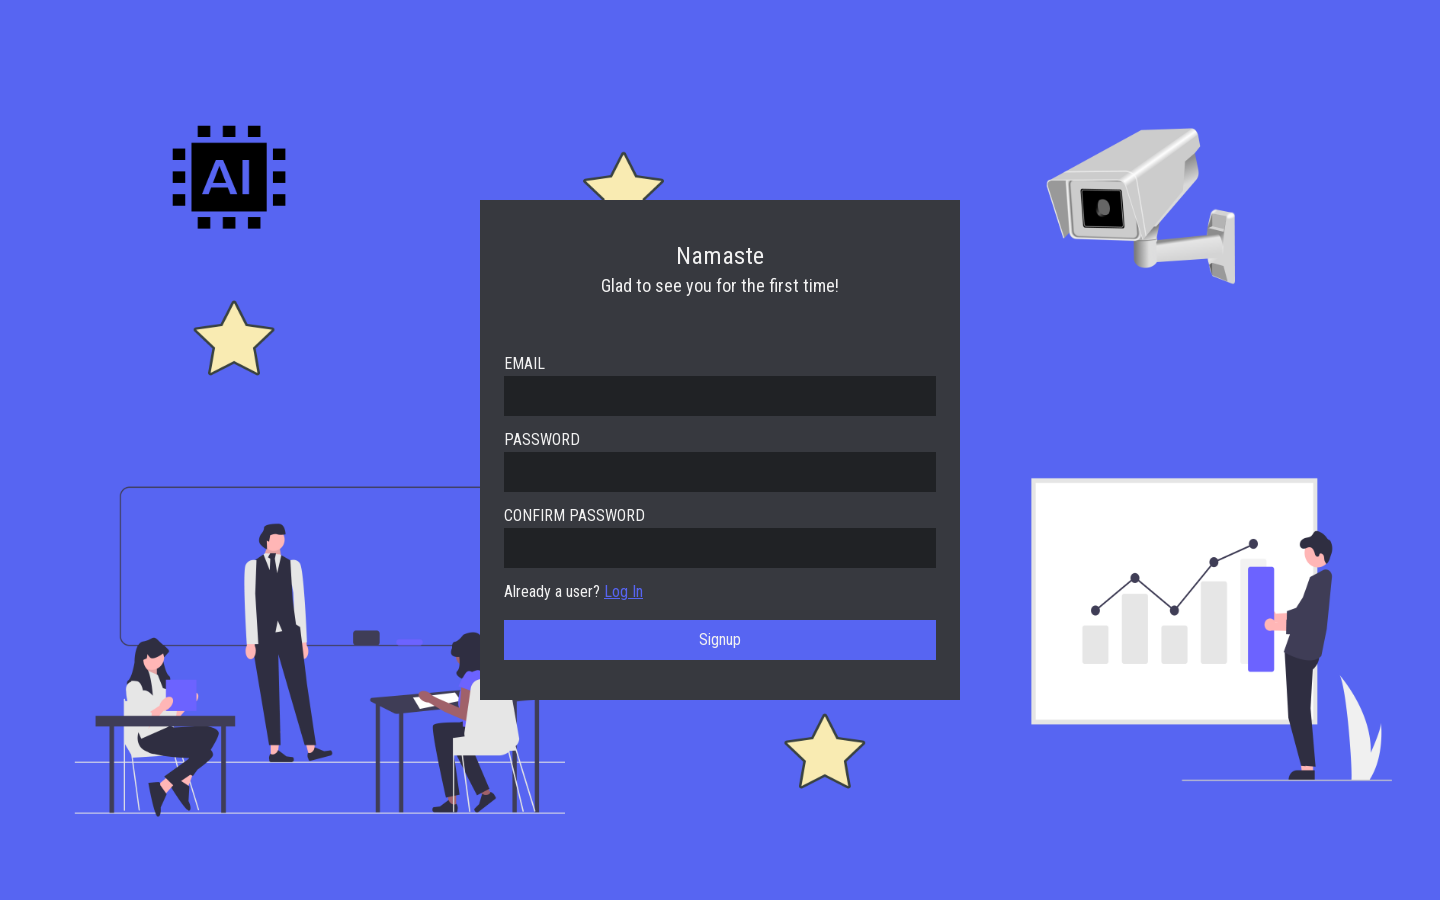 AI
Namaste
Glad to see you for the first time!
EMAIL
PASSWORD
CONFIRM PASSWORD
Already a user? Log In
Signup